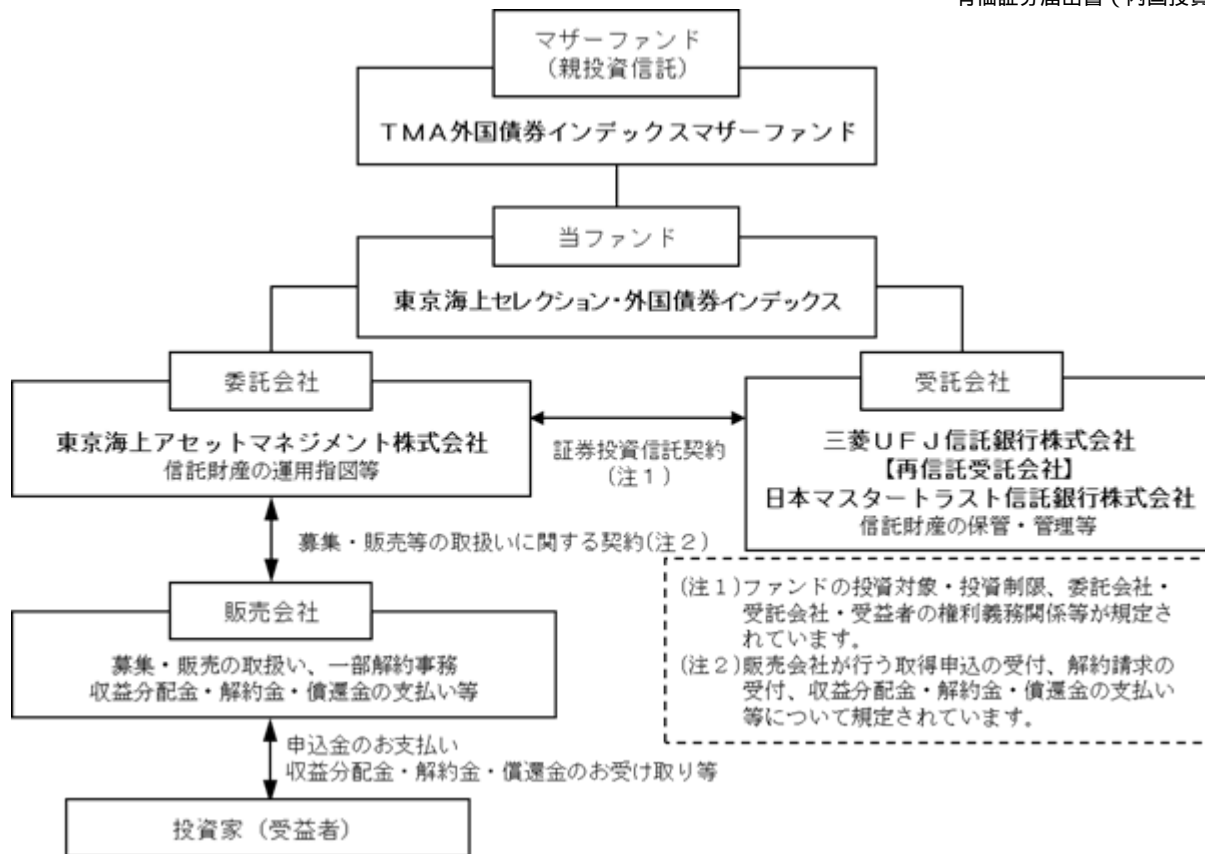 有価証券届出書（内国投資
マザーファンド
（親投資信託）
ＴＭＡ外国債券インデックスマザーファンド
当ファンド
東京海上セレクション・外国債券インデックス
委託会社
東京海上アセットマネジメント株式会社
信託財産の運用指図等
証券投資信託契約
（注１）
受託会社
三菱ＵＦＪ信託銀行株式会社
【再信託受託会社】
日本マスタートラスト信託銀行株式会社
信託財産の保管・管理等
募集・販売等の取扱いに関する契約(注２)
販売会社
募集・販売の取扱い、一部解約事務
収益分配金・解約金・償還金の支払い等
(注１)ファンドの投資対象・投資制限、委託会社・
受託会社・受益者の権利義務関係等が規定さ
れています。
(注２)販売会社が行う取得申込の受付、解約請求の
受付、収益分配金・解約金・償還金の支払い
等について規定されています。
申込金のお支払い
収益分配金・解約金・償還金のお受け取り等
投資家（受益者）